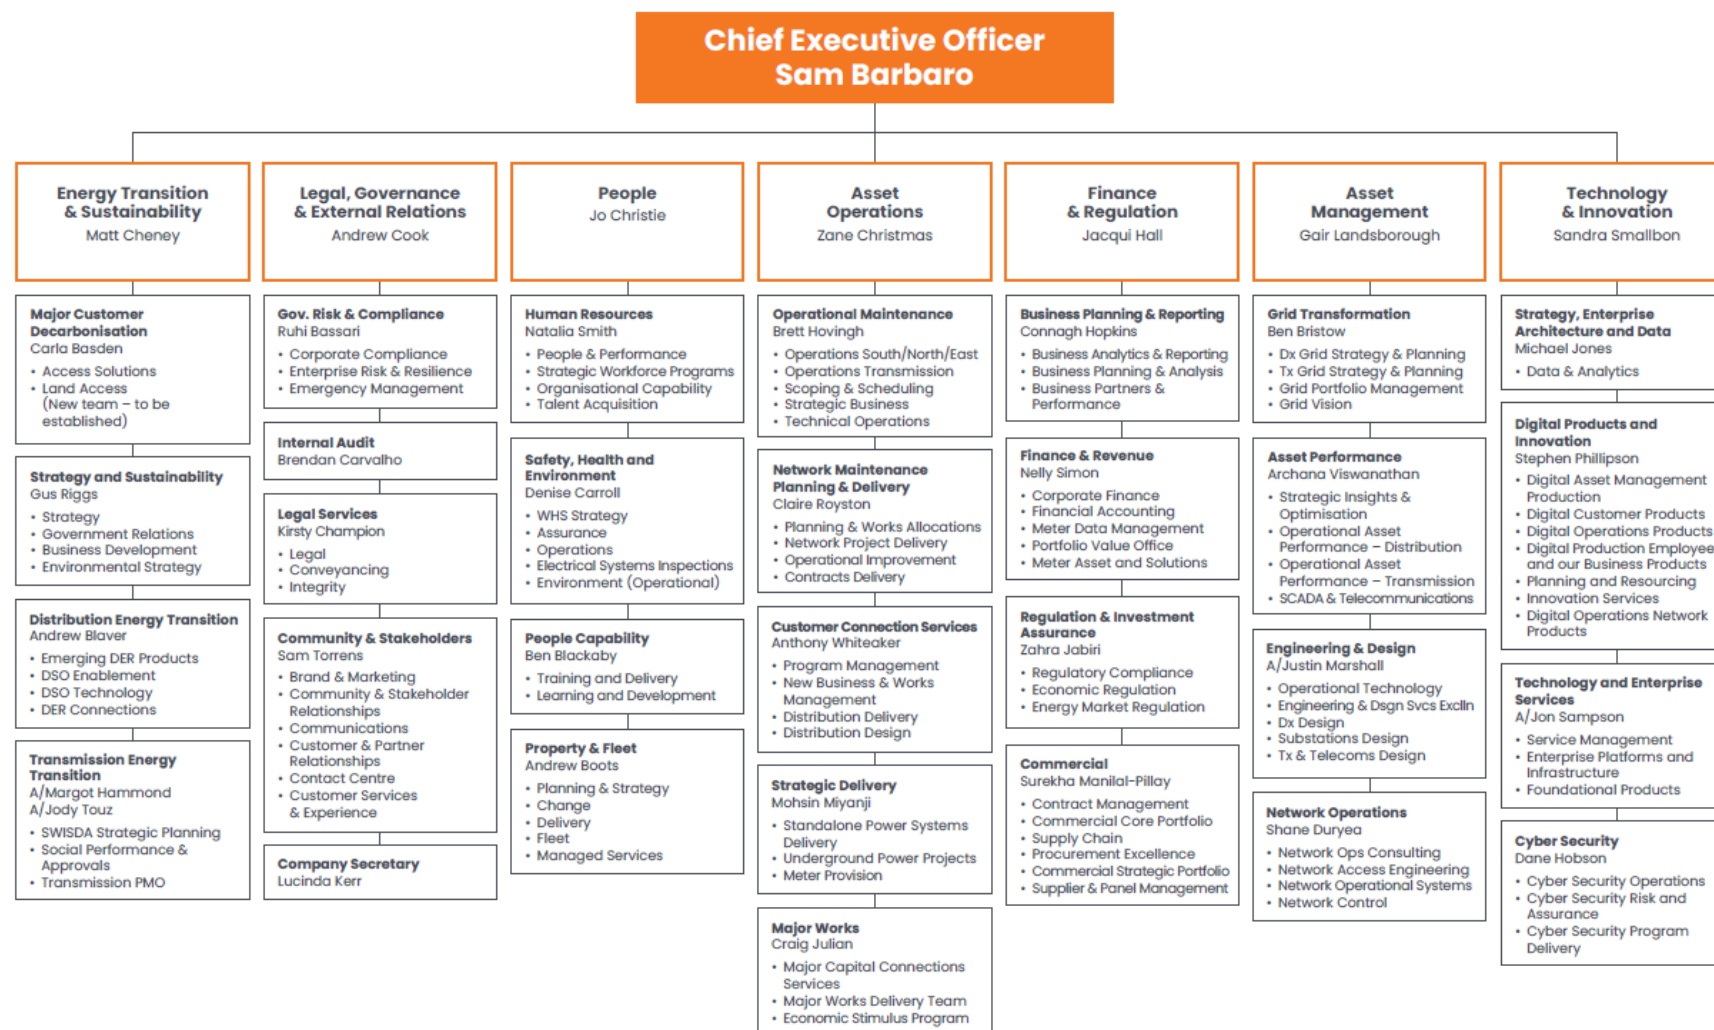 Chief Executive Officer
Sam Barbaro
Energy Transition
& Sustainability
Matt Cheney
Major Customer
Decarbonisation
Carla Basden
• Access Solutions
• Land Access
(New team – to be
established)
Strategy and Sustainability
Gus Riggs
• Strategy
• Government Relations
• Business Development
• Environmental Strategy
Distribution Energy Transition
Andrew Blaver
• Emerging DER Products
• DSO Enablement
• DSO Technology
• DER Connections
Transmission Energy
Transition
A/Margot Hammond
A/Jody Touz
• SWISDA Strategic Planning
• Social Performance &
Approvals
• Transmission PMO
Legal, Governance
& External Relations
Andrew Cook
Gov. Risk & Compliance
Ruhi Bassari
• Corporate Compliance
• Enterprise Risk & Resilience
• Emergency Management
Internal Audit
Brendan Carvalho
Legal Services
Kirsty Champion
• Legal
• Conveyancing
• Integrity
Community & Stakeholders
Sam Torrens
• Brand & Marketing
• Community & Stakeholder
Relationships
• Communications
• Customer & Partner
Relationships
• Contact Centre
• Customer Services
& Experience
Company Secretary
Lucinda Kerr
People
Jo Christie
Human Resources
Natalia Smith
• People & Performance
• Strategic Workforce Programs
• Organisational Capability
• Talent Acquisition
Safety, Health and
Environment
Denise Carroll
• WHS Strategy
• Assurance
• Operations
• Electrical Systems Inspections
• Environment (Operational)
People Capability
Ben Blackaby
• Training and Delivery
• Learning and Development
Property & Fleet
Andrew Boots
• Planning & Strategy
• Change
• Delivery
• Fleet
• Managed Services
Asset
Operations
Zane Christmas
Operational Maintenance
Brett Hovingh
• Operations South/North/East
• Operations Transmission
• Scoping & Scheduling
• Strategic Business
• Technical Operations
Network Maintenance
Planning & Delivery
Claire Royston
• Planning & Works Allocations
• Network Project Delivery
• Operational Improvement
• Contracts Delivery
Customer Connection Services
Anthony Whiteaker
• Program Management
• New Business & Works
Management
• Distribution Delivery
• Distribution Design
Strategic Delivery
Mohsin Miyanji
• Standalone Power Systems
Delivery
• Underground Power Projects
• Meter Provision
Major Works
Craig Julian
• Major Capital Connections
Services
• Major Works Delivery Team
• Economic Stimulus Program
Finance
& Regulation
Jacqui Hall
Business Planning & Reporting
Connagh Hopkins
• Business Analytics & Reporting
• Business Planning & Analysis
• Business Partners &
Performance
Finance & Revenue
Nelly Simon
• Corporate Finance
• Financial Accounting
• Meter Data Management
• Portfolio Value Office
• Meter Asset and Solutions
Regulation & Investment
Assurance
Zahra Jabiri
• Regulatory Compliance
• Economic Regulation
• Energy Market Regulation
Commercial
Surekha Manilal-Pillay
• Contract Management
• Commercial Core Portfolio
• Supply Chain
• Procurement Excellence
• Commercial Strategic Portfolio
• Supplier & Panel Management
Asset
Management
Gair Landsborough
Grid Transformation
Ben Bristow
• Dx Grid Strategy & Planning
• Tx Grid Strategy & Planning
• Grid Portfolio Management
• Grid Vision
Asset Performance
Archana Viswanathan
• Strategic Insights &
Optimisation
• Operational Asset
Performance – Distribution
• Operational Asset
Performance – Transmission
• SCADA & Telecommunications
Engineering & Design
A/Justin Marshall
• Operational Technology
• Engineering & Dsgn Svcs Exclln
• Dx Design
• Substations Design
• Tx & Telecoms Design
Network Operations
Shane Duryea
• Network Ops Consulting
• Network Access Engineering
• Network Operational Systems
• Network Control
Technology
& Innovation
Sandra Smallbon
Strategy, Enterprise
Architecture and Data
Michael Jones
• Data & Analytics
Digital Products and
Innovation
Stephen Phillipson
• Digital Asset Management
Production
• Digital Customer Products
• Digital Operations Products
• Digital Production Employee
and our Business Products
• Planning and Resourcing
• Innovation Services
• Digital Operations Network
Products
Technology and Enterprise
Services
A/Jon Sampson
• Service Management
• Enterprise Platforms and
Infrastructure
• Foundational Products
Cyber Security
Dane Hobson
• Cyber Security Operations
• Cyber Security Risk and
Assurance
• Cyber Security Program
Delivery